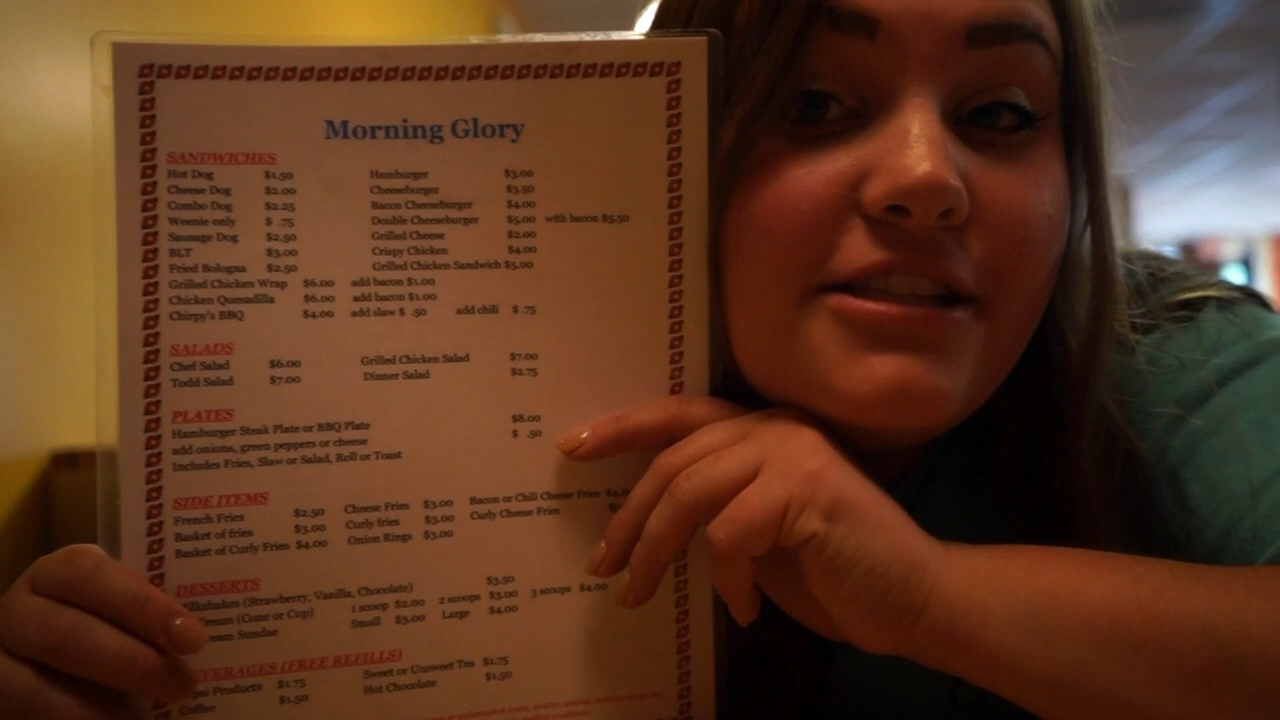 Morning Glory
SANDWICHES
Hot Dog $1.50 Hamburger $3.00
Cheese Dog $2.00 Cheeseburger $3.50
Combo Dog $2.25 Bacon Cheeseburger $4.00
Weenie only $ .75 Double Cheeseburger $5.00 with bacon $5.50
Sausage Dog $2.50 Grilled Cheese $2.00
BLT $3.00 Crispy Chicken $4.00
Fried Bologna $2.50 Grilled Chicken Sandwich $5.00
Grilled Chicken Wrap $6.00 add bacon $1.00
Chicken Quesadilla $6.00 add bacon $1.00
Chirpy's BBQ $4.00 add slaw $ .50 add chili $ .75
SALADS
Chef Salad $6.00 Grilled Chicken Salad $7.00
Todd Salad $7.00 Dinner Salad $2.75
PLATES
Hamburger Steak Plate or BBQ Plate $8.00
add onions, green peppers or cheese $ .50
Includes Fries, Slaw or Salad, Roll or Toast
SIDE ITEMS
French Fries $2.50 Cheese Fries $3.00 Bacon or Chili Cheese Fries
Basket of fries $3.00 Curly fries $3.00 Curly Cheese Fries
Basket of Curly Fries $4.00 Onion Rings $3.00
DESSERTS
(Strawberry, Vanilla, Chocolate) $3.50
(Cone or Cup) 1 scoop $2.00 2 scoops $3.00 3 scoops $4.00
Sundae Small $3.00 Large $4.00
(FREE REFILLS)
Products $1.75 Sweet or Unsweet Tea $1.75
Coffee $1.50 Hot Chocolate $1.50